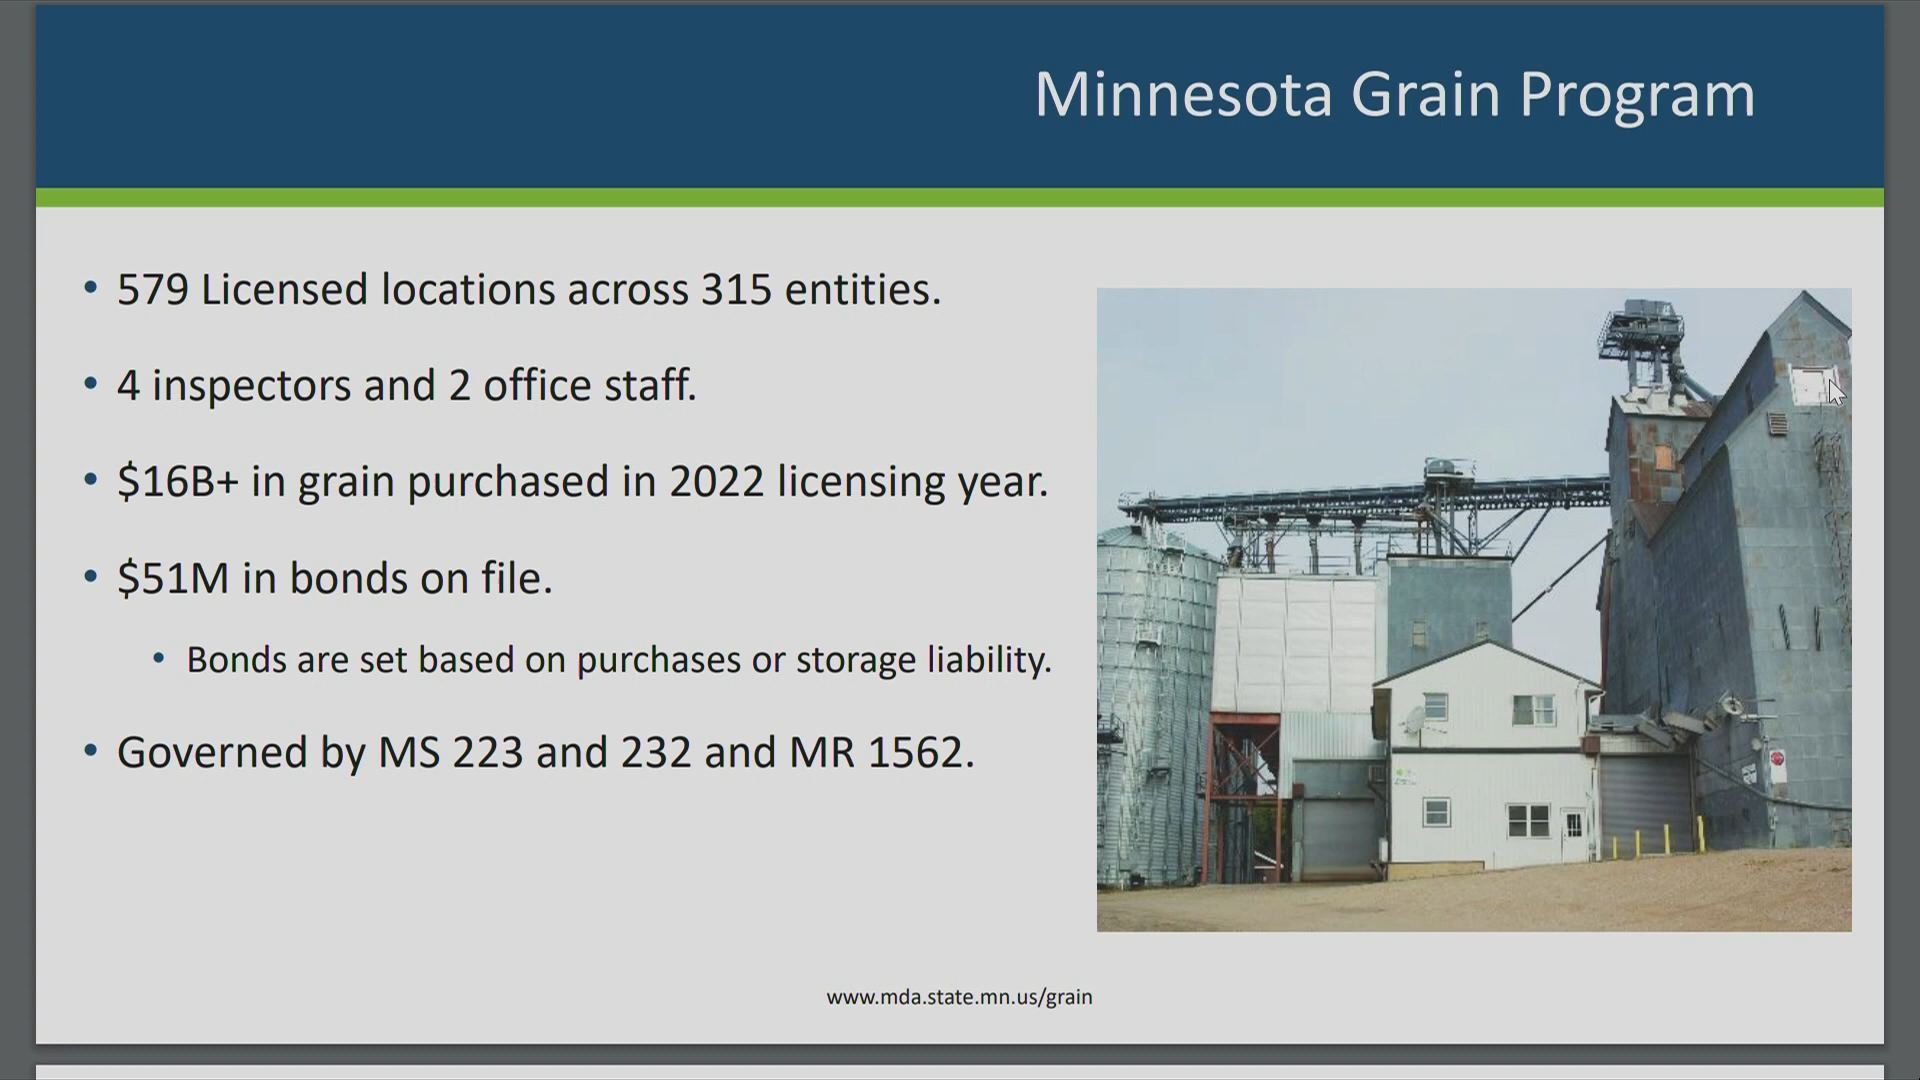 Minnesota Grain Program
• 579 Licensed locations across 315 entities.
• 4 inspectors and 2 office staff.
• $16B+ in grain purchased in 2022 licensing year.
• $51M in bonds on file.
• Bonds are set based on purchases or storage liability.
• Governed by MS 223 and 232 and MR 1562.
www.mda.state.mn.us/grain